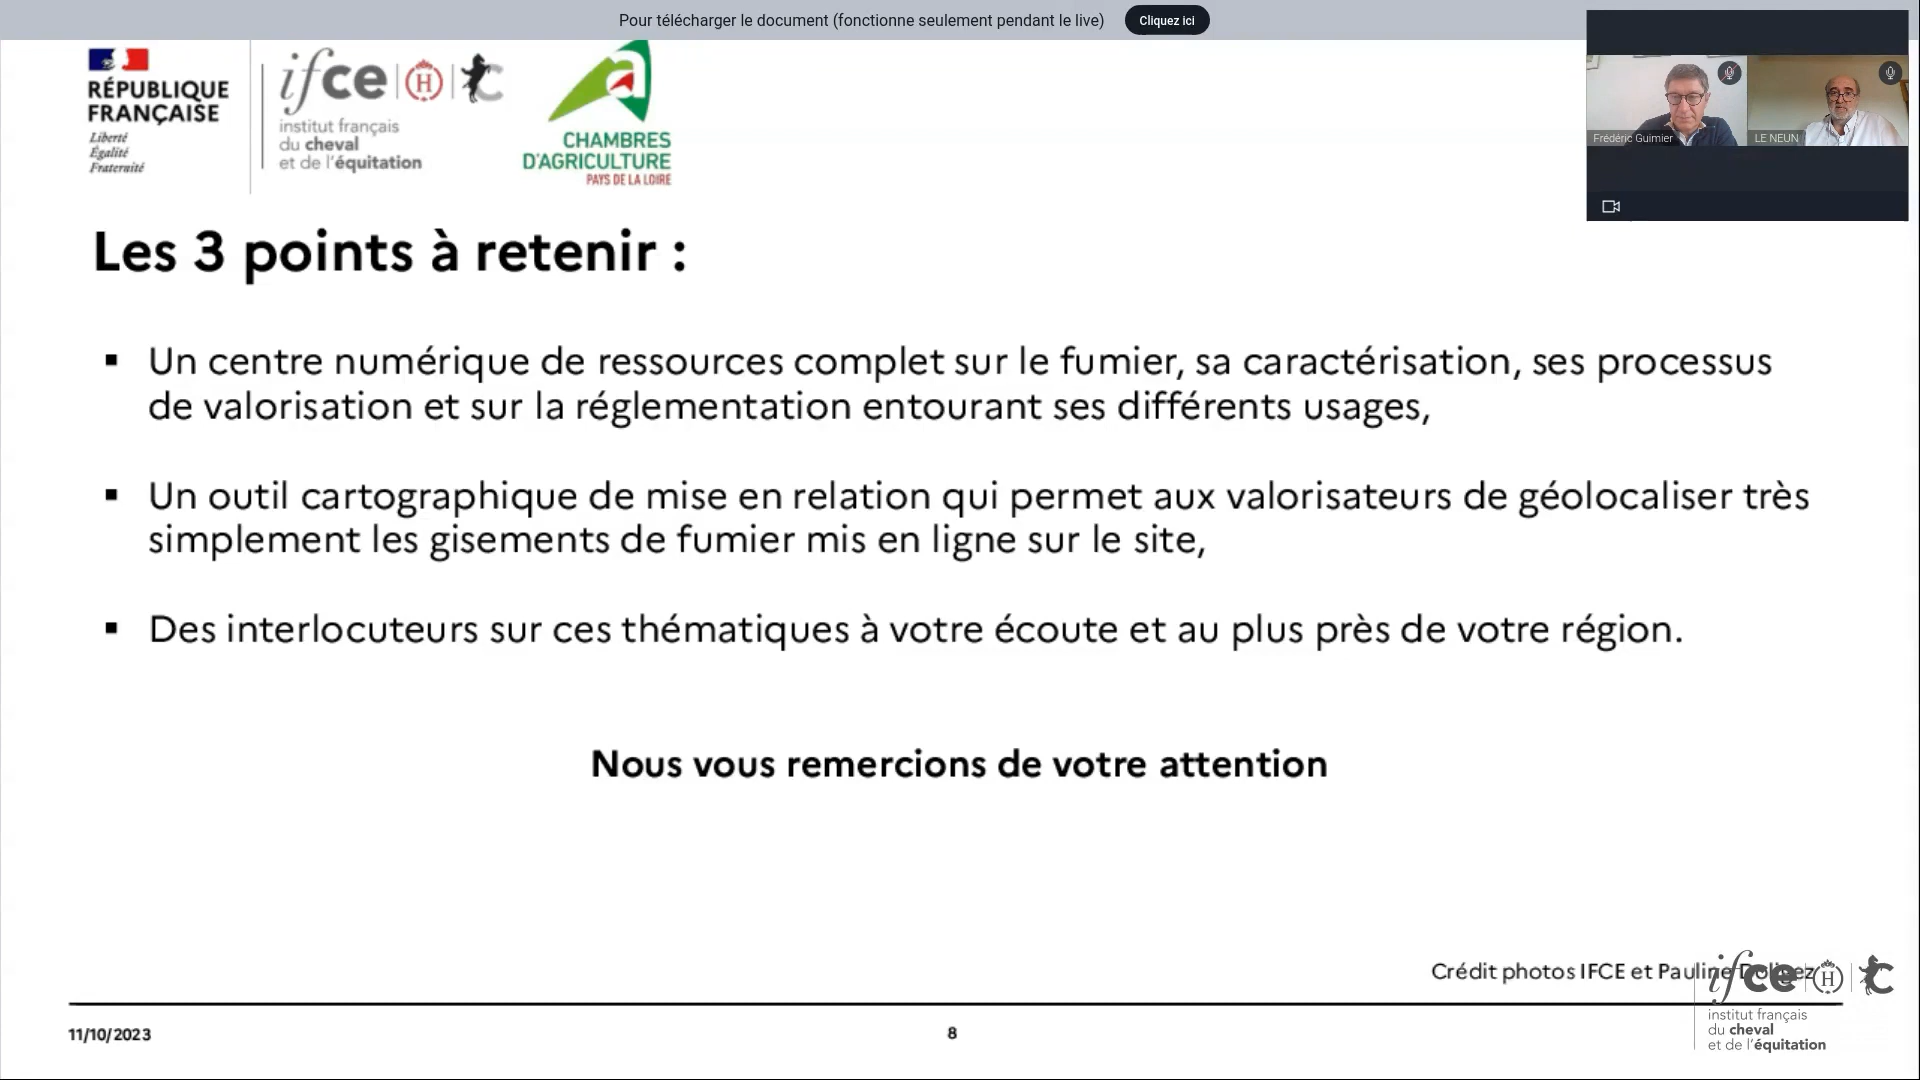 Pour télécharger le document (fonctionne seulement pendant le live)
Cliquez ici
RÉPUBLIQUE
FRANÇAISE
Liberté
Égalité
Fraternité
ifce H
institut français
du cheval
et de l'équitation
CHAMBRES
D'AGRICULTURE
PAYS DE LA LOIRE
Frédéric Guimier
LE NEUN
Les 3 points à retenir :
▪ Un centre numérique de ressources complet sur le fumier, sa caractérisation, ses processus
de valorisation et sur la réglementation entourant ses différents usages,
▪ Un outil cartographique de mise en relation qui permet aux valorisateurs de géolocaliser très
simplement les gisements de fumier mis en ligne sur le site,
▪ Des interlocuteurs sur ces thématiques à votre écoute et au plus près de votre région.
Nous vous remercions de votre attention
Crédit photos IFCE et Pauline
ifce H
institut français
du cheval
et de l'équitation
11/10/2023
8